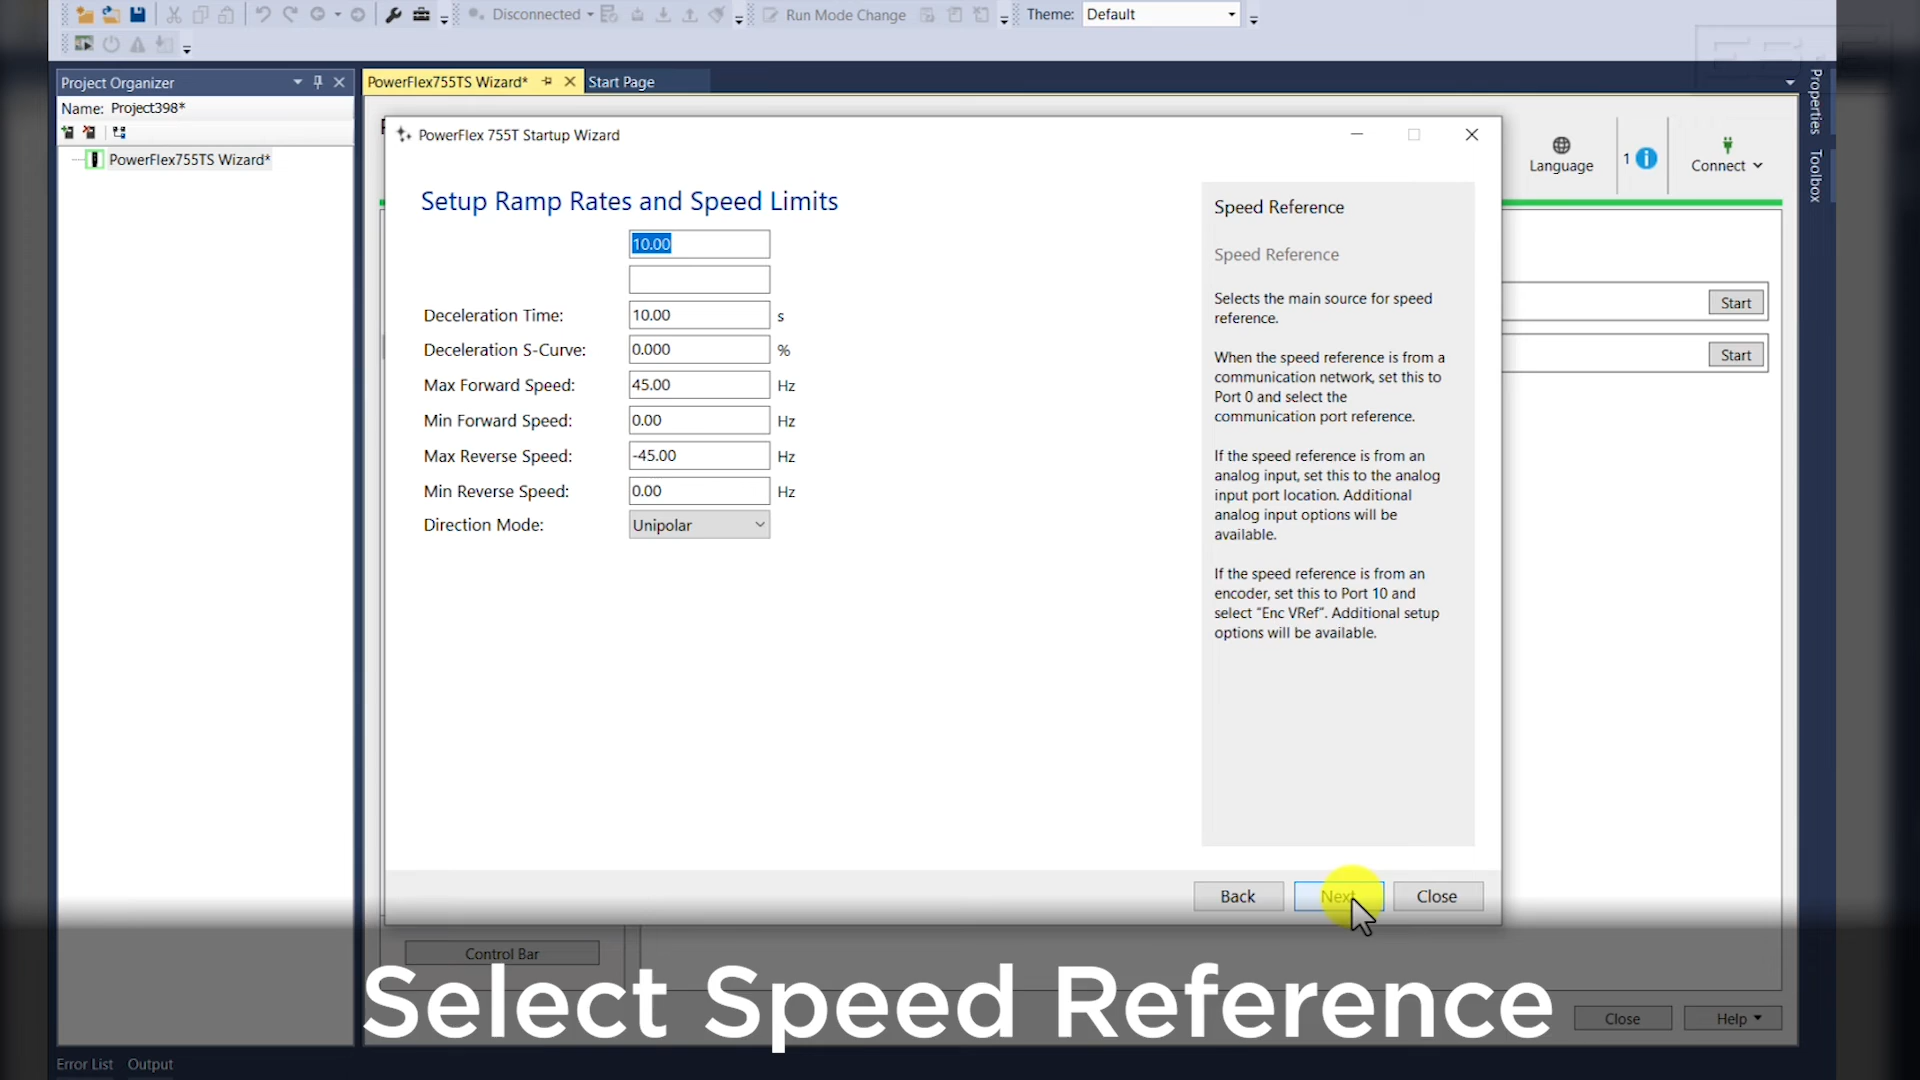 Disconnected
Run Mode Change
Theme: Default
Project Organizer
Name: Project398*
PowerFlex755TS Wizard*
PowerFlex755TS Wizard*
Start Page
PowerFlex 755T Startup Wizard
Setup Ramp Rates and Speed Limits
10.00
Deceleration Time: 10.00 s
Deceleration S-Curve: 0.000 %
Max Forward Speed: 45.00 Hz
Min Forward Speed: 0.00 Hz
Max Reverse Speed: -45.00 Hz
Min Reverse Speed: 0.00 Hz
Direction Mode: Unipolar
Speed Reference
Speed Reference
Selects the main source for speed
reference.
When the speed reference is from a
communication network, set this to
Port 0 and select the
communication port reference.
If the speed reference is from an
analog input, set this to the analog
input port location. Additional
analog input options will be
available.
If the speed reference is from an
encoder, set this to Port 10 and
select "Enc VRef". Additional setup
options will be available.
Back
Next
Close
Language
1
Connect
Start
Start
Properties
Toolbox
Control Bar
Select Speed Reference
Close
Help
Error List
Output